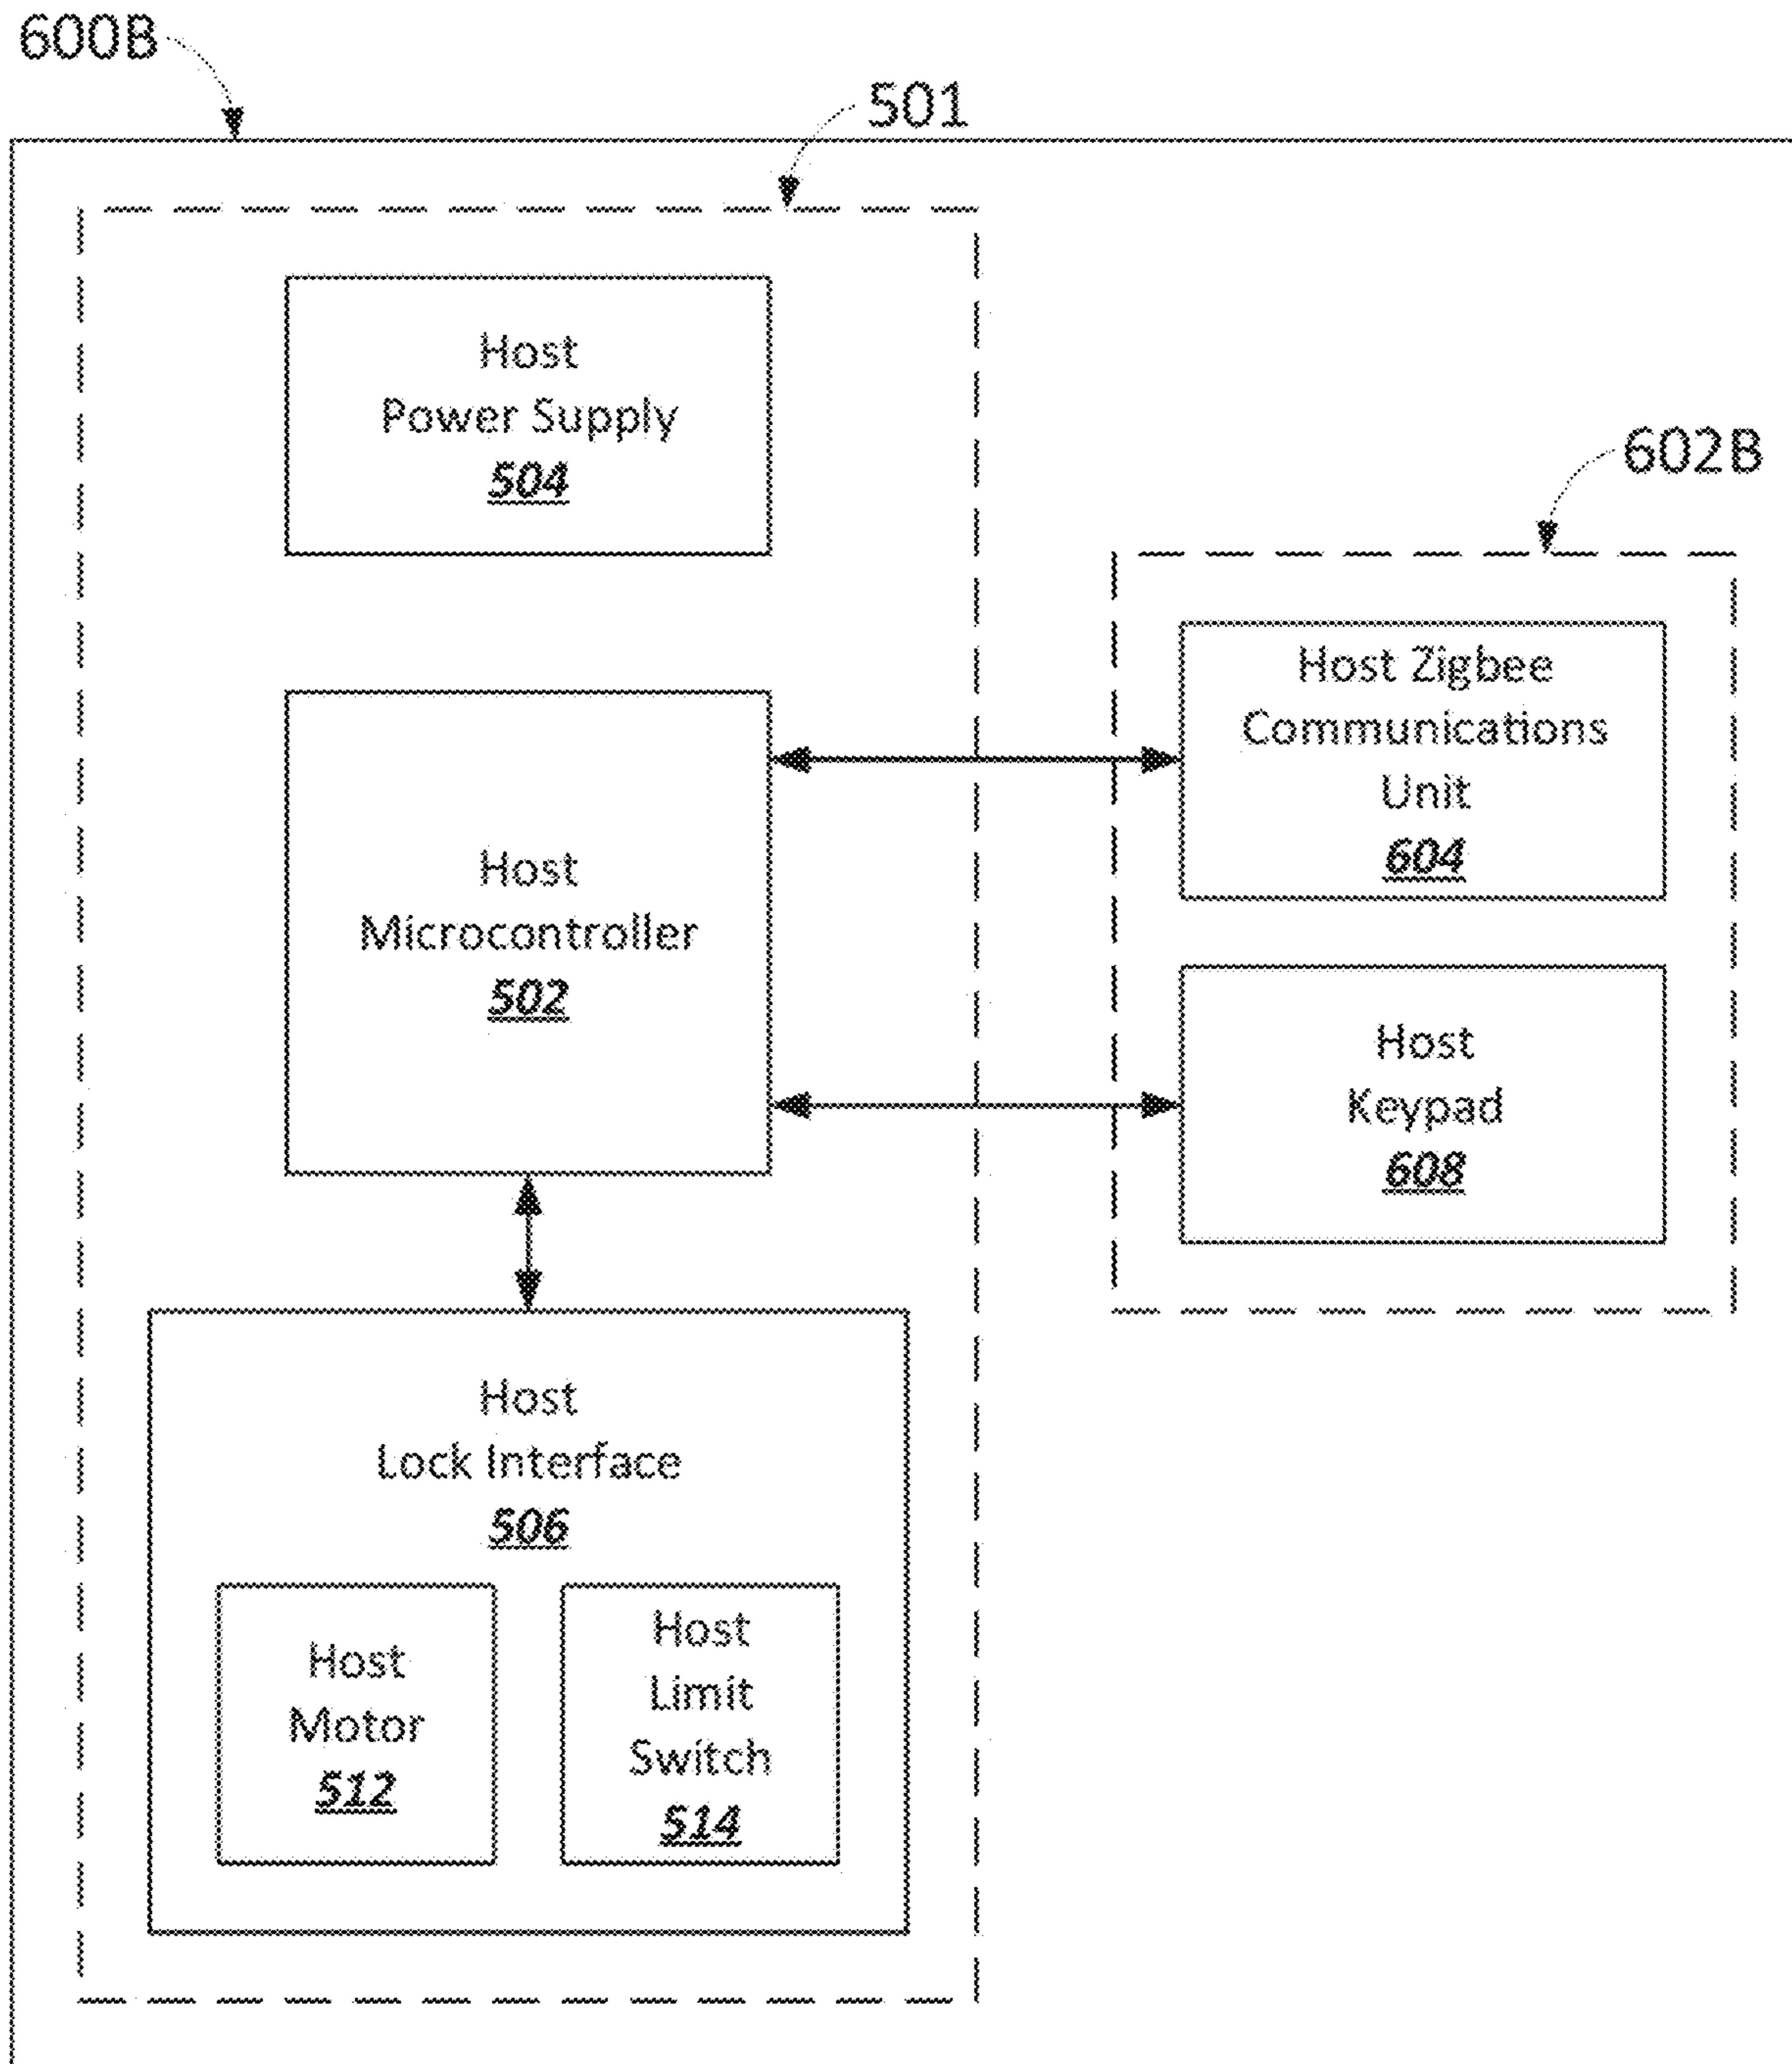 600B
501
Host
Power Supply
504
602B
Host Zigbee
Communications
Unit
604
Host
Microcontroller
502
Host
Keypad
608
Host
Lock Interface
506
Host
Motor
512
Host
Limit
Switch
514